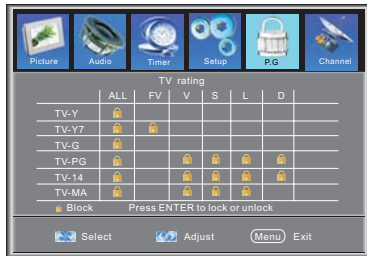 Picture Audio Timer Setup P.G Channel
TV rating
ALL FV V S L D
TV-Y
TV-Y7
TV-G
TV-PG
TV-14
TV-MA
Block Press ENTER to lock or unlock
Select Adjust Menu Exit